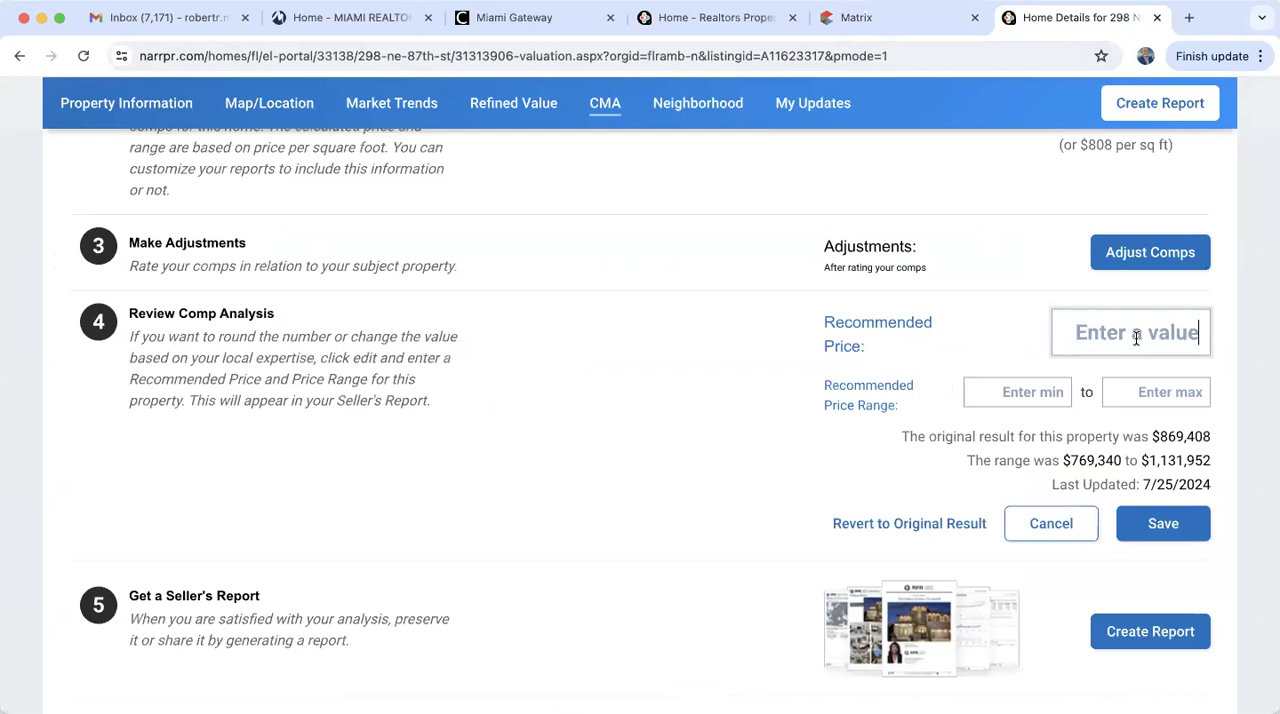 Inbox (7,171) – robertr.m
Home - MIAMI REALTO
Miami Gateway
Home - Realtors Prope
Matrix
Home Details for 298 N
narrpr.com/homes/fl/el-portal/33138/298-ne-87th-st/31313906-valuation.aspx?orgid=flramb-n&listingid=A11623317&pmode=1
Finish update
Property Information
Map/Location
Market Trends
Refined Value
CMA
Neighborhood
My Updates
Create Report
comps for this home. The calculated price and
range are based on price per square foot. You can
customize your reports to include this information
or not.
(or $808 per sq ft)
3
Make Adjustments
Rate your comps in relation to your subject property.
Adjustments:
After rating your comps
Adjust Comps
4
Review Comp Analysis
If you want to round the number or change the value
based on your local expertise, click edit and enter a
Recommended Price and Price Range for this
property. This will appear in your Seller's Report.
Recommended
Price:
Enter a value
Recommended
Price Range:
Enter min
to
Enter max
The original result for this property was $869,408
The range was $769,340 to $1,131,952
Last Updated: 7/25/2024
Revert to Original Result
Cancel
Save
5
Get a Seller's Report
When you are satisfied with your analysis, preserve
it or share it by generating a report.
Create Report